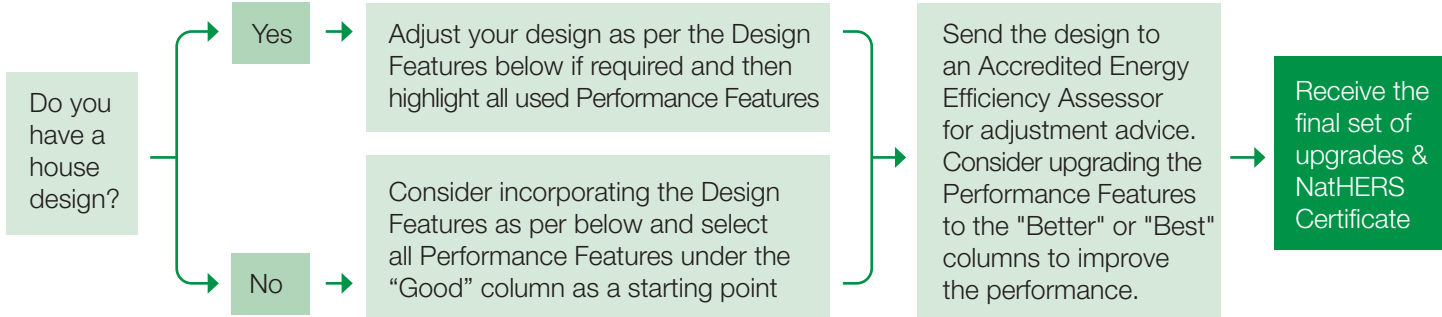 Do you
have a
house
design?
Yes
Adjust your design as per the Design
Features below if required and then
highlight all used Performance Features
No
Consider incorporating the Design
Features as per below and select
all Performance Features under the
“Good” column as a starting point
Send the design to
an Accredited Energy
Efficiency Assessor
for adjustment advice.
Consider upgrading the
Performance Features
to the "Better" or "Best"
columns to improve
the performance.
Receive the
final set of
upgrades &
NatHERS
Certificate